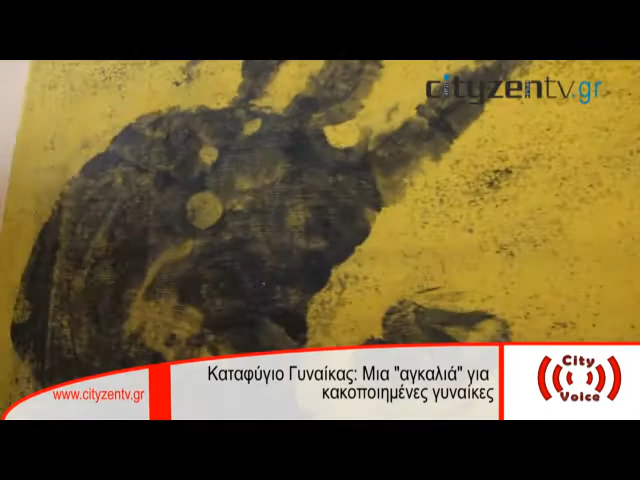 cityzentv.gr
Καταφύγιο Γυναίκας: Μια "αγκαλιά" για
κακοποιημένες γυναίκες
www.cityzentv.gr
City
Voice